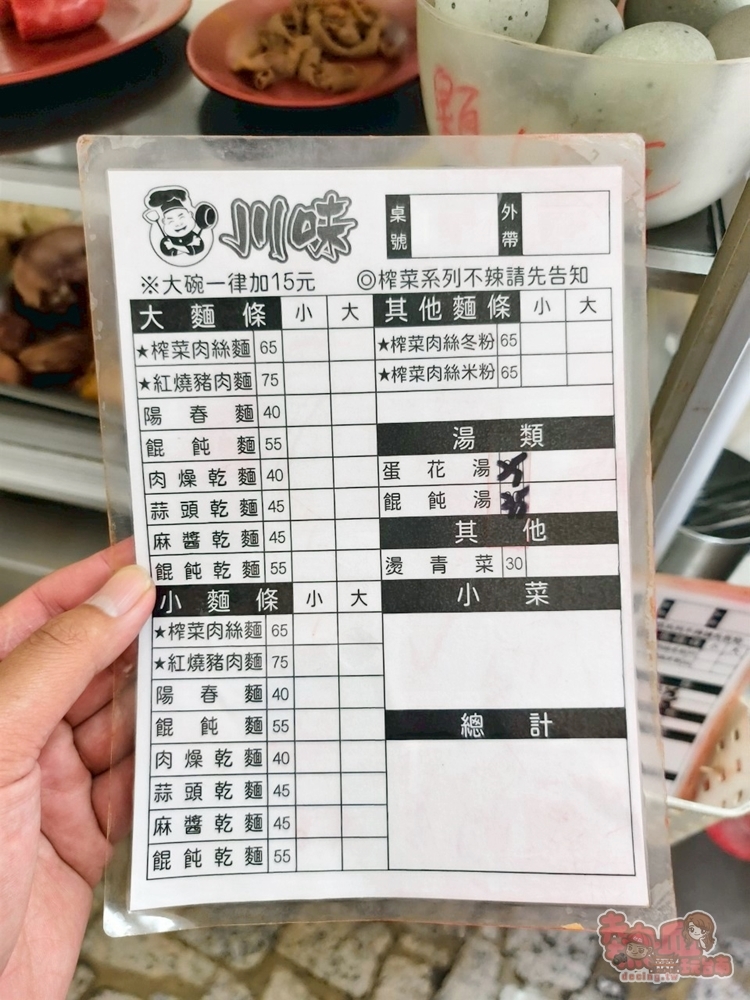 川味
桌號
外帶
※大碗一律加15元
◎榨菜系列不辣請先告知
大麵條 小 大
★榨菜肉絲麵 65
★紅燒豬肉麵 75
陽春麵 40
餛飩麵 55
肉燥乾麵 40
蒜頭乾麵 45
麻醬乾麵 45
餛飩乾麵 55
小麵條 小 大
★榨菜肉絲麵 65
★紅燒豬肉麵 75
陽春麵 40
餛飩麵 55
肉燥乾麵 40
蒜頭乾麵 45
麻醬乾麵 45
餛飩乾麵 55
其他麵條 小 大
★榨菜肉絲冬粉 65
★榨菜肉絲米粉 65
湯類
蛋花湯
餛飩湯
其他
燙青菜 30
小菜
總計
decing.tw